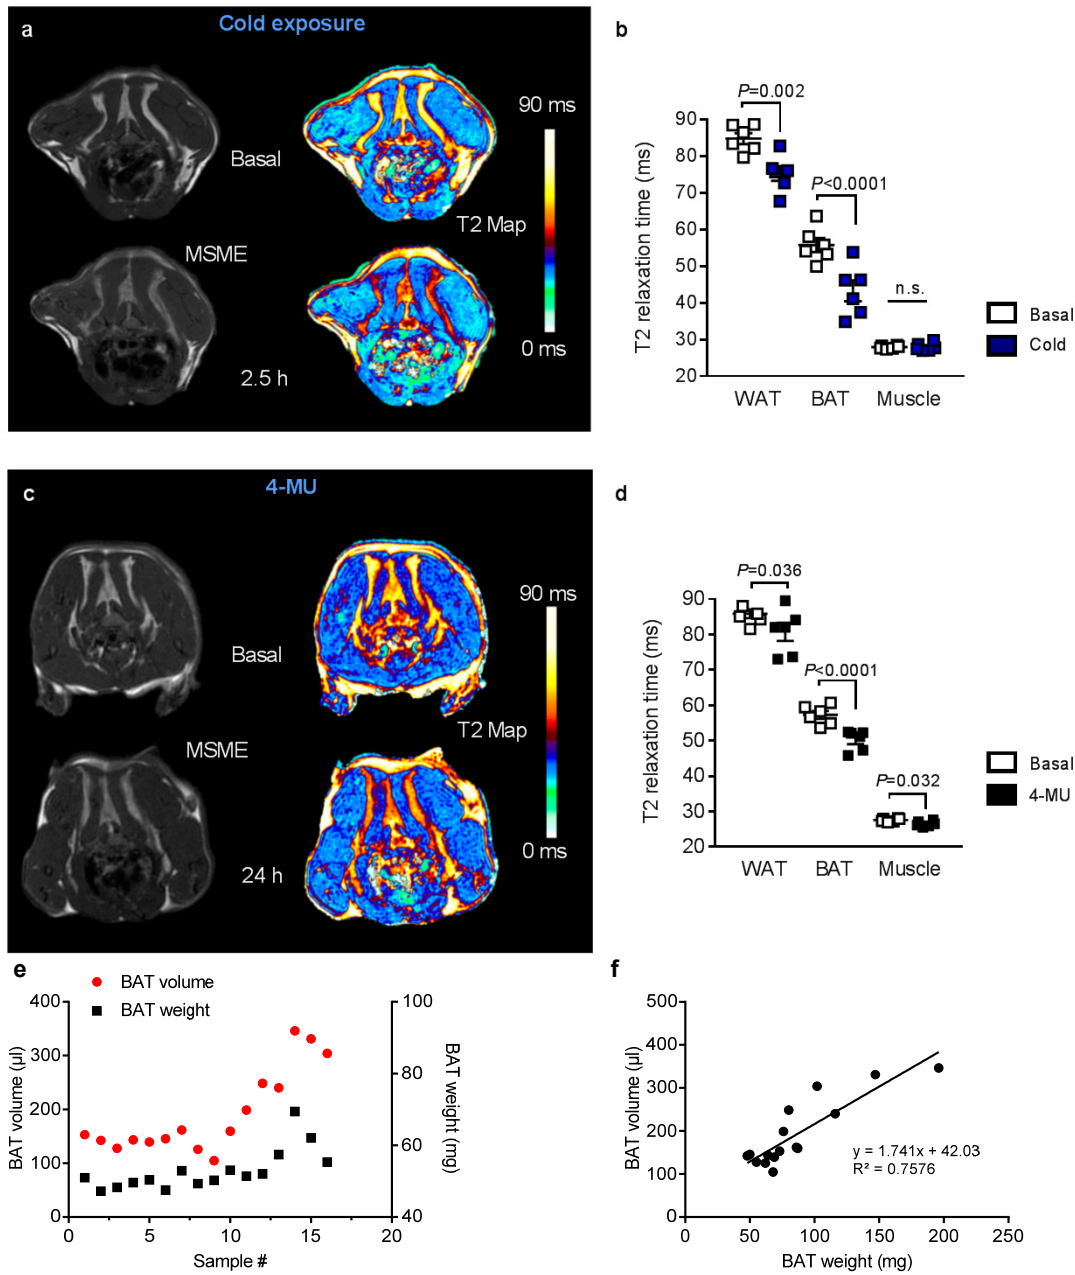 a
Cold exposure
Basal
MSME
2.5 h
90 ms
T2 Map
0 ms
b
P=0.002
P<0.0001
n.s.
T2 relaxation time (ms)
90
80
70
60
50
40
30
20
WAT
BAT
Muscle
Basal
Cold
c
4-MU
Basal
MSME
24 h
90 ms
T2 Map
0 ms
d
P=0.036
P<0.0001
P=0.032
T2 relaxation time (ms)
90
80
70
60
50
40
30
20
WAT
BAT
Muscle
Basal
4-MU
e
BAT volume
BAT weight
BAT volume (µl)
400
300
200
100
0
BAT weight (mg)
100
80
60
40
0
5
10
15
20
Sample #
f
BAT volume (µl)
500
400
300
200
100
0
y = 1.741x + 42.03
R² = 0.7576
0
50
100
150
200
250
BAT weight (mg)